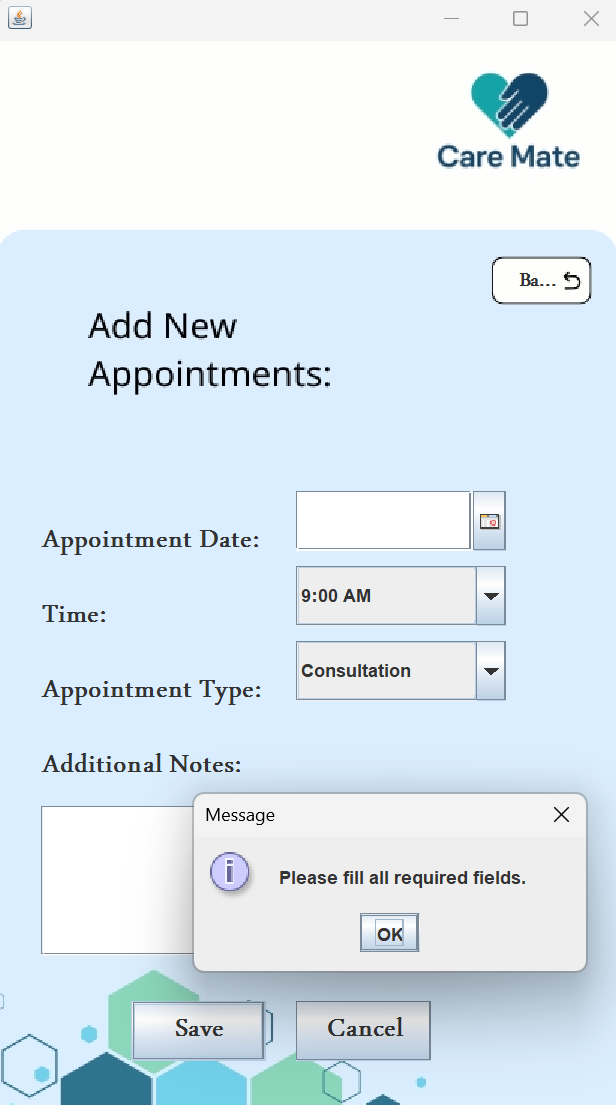 Care Mate
Ba...
Add New
Appointments:
Appointment Date:
Time:
9:00 AM
Appointment Type:
Consultation
Additional Notes:
Message
i
Please fill all required fields.
OK
Save
Cancel